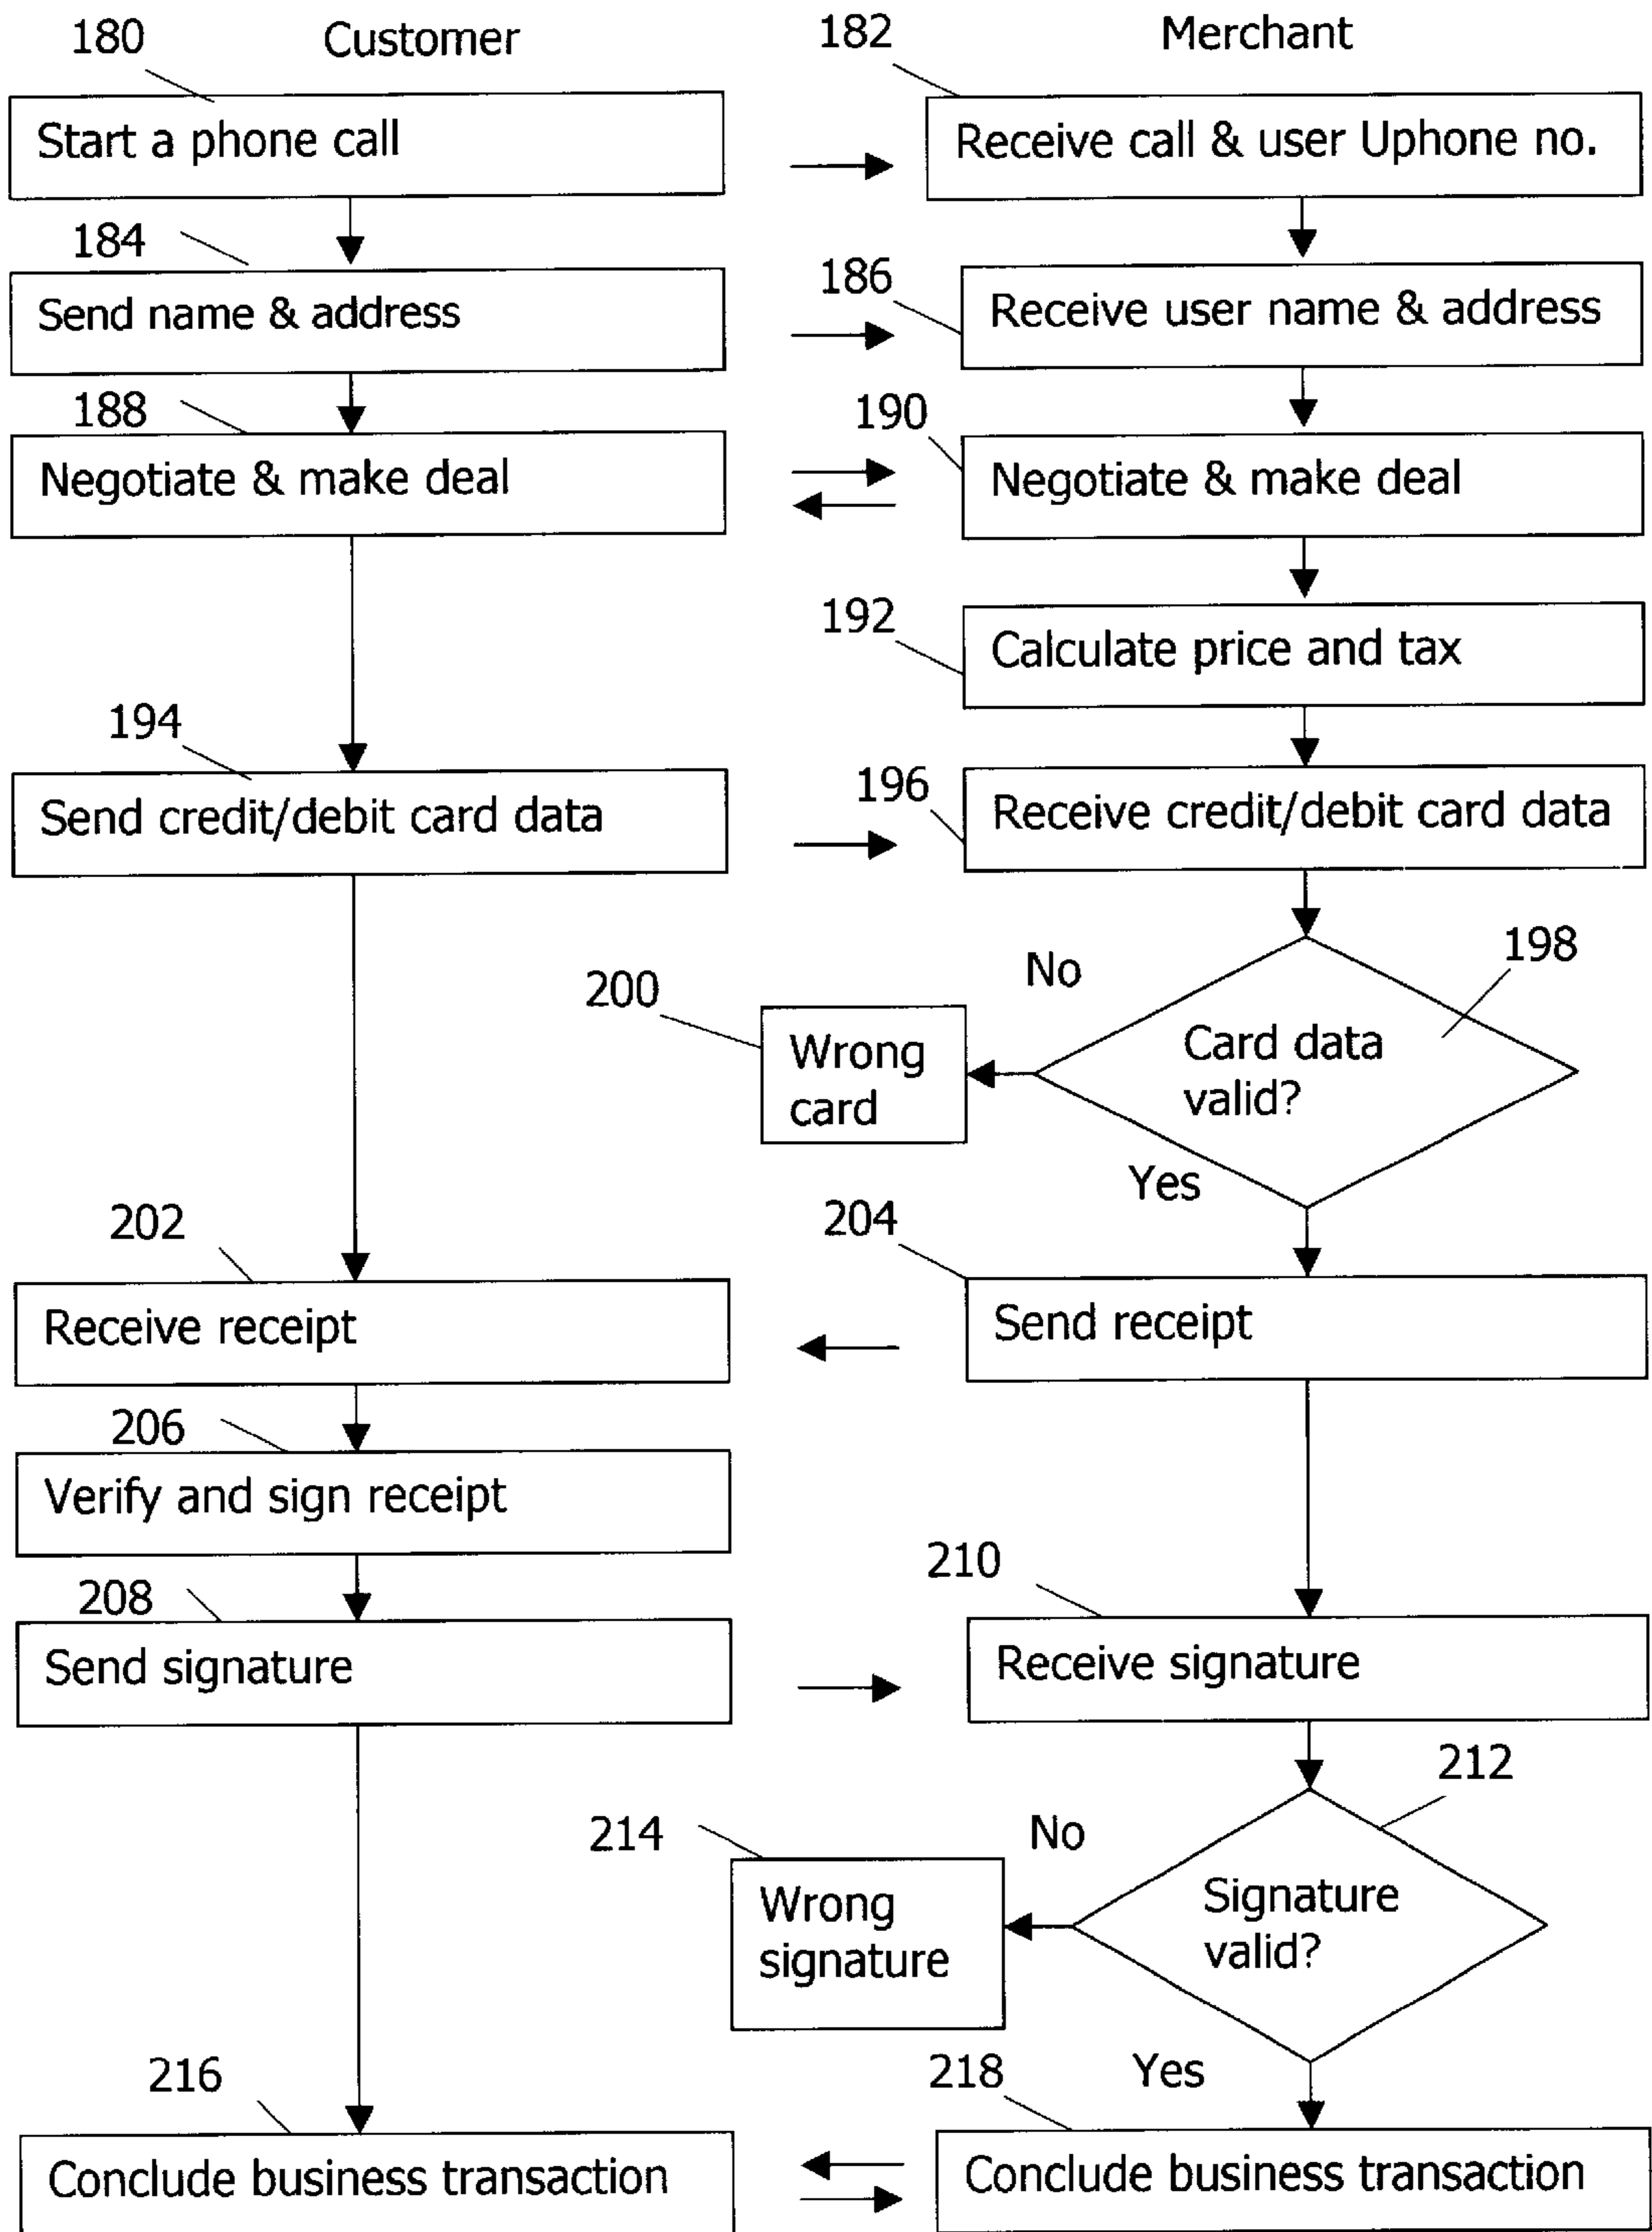 180 Customer 182 Merchant
Start a phone call
Receive call & user Uphone no.
184
Send name & address
186
Receive user name & address
188
Negotiate & make deal
190
Negotiate & make deal
192
Calculate price and tax
194
Send credit/debit card data
196
Receive credit/debit card data
198
No
Card data
valid?
200
Wrong
card
Yes
202
Receive receipt
204
Send receipt
206
Verify and sign receipt
208
Send signature
210
Receive signature
212
No
Signature
valid?
214
Wrong
signature
Yes
216
Conclude business transaction
218
Conclude business transaction